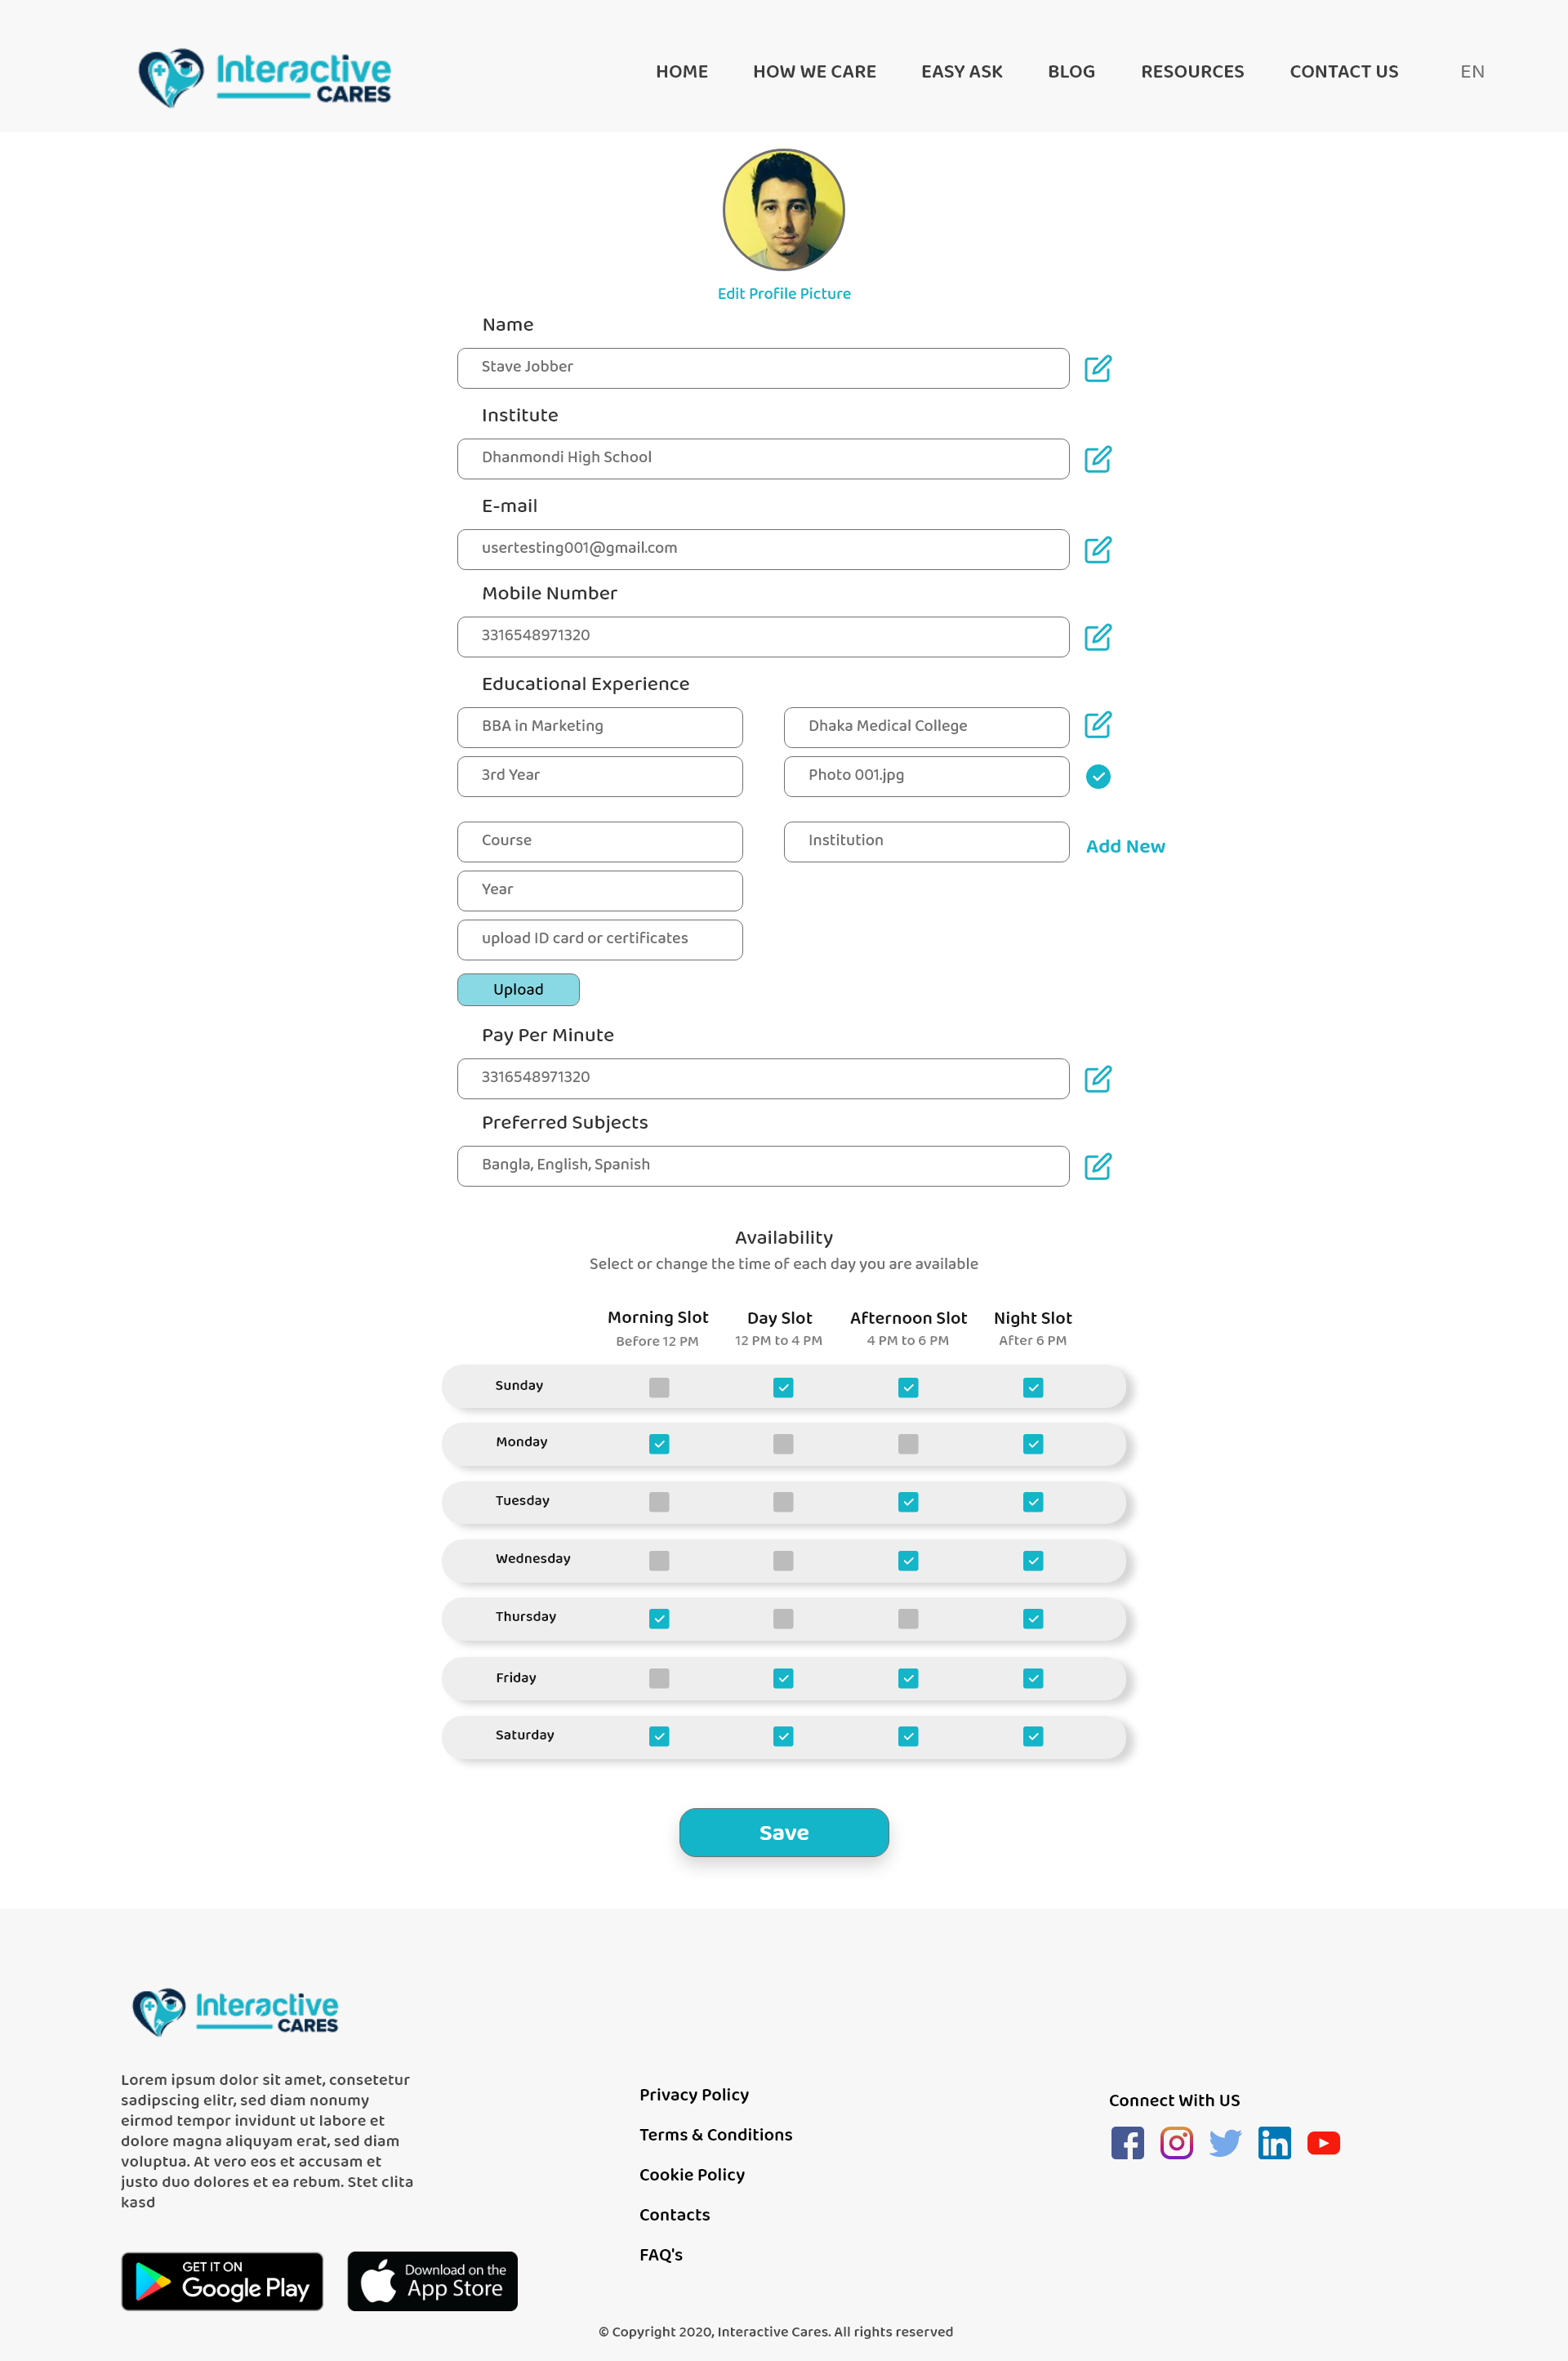 Interactive
CARES
HOME HOW WE CARE EASY ASK BLOG RESOURCES CONTACT US EN
Edit Profile Picture
Name
Stave Jobber
Institute
Dhanmondi High School
E-mail
usertesting001@gmail.com
Mobile Number
3316548971320
Educational Experience
BBA in Marketing Dhaka Medical College
3rd Year Photo 001.jpg
Course Institution Add New
Year
upload ID card or certificates
Upload
Pay Per Minute
3316548971320
Preferred Subjects
Bangla, English, Spanish
Availability
Select or change the time of each day you are available
Morning Slot Day Slot Afternoon Slot Night Slot
Before 12 PM 12 PM to 4 PM 4 PM to 6 PM After 6 PM
Sunday
Monday
Tuesday
Wednesday
Thursday
Friday
Saturday
Save
Interactive
CARES
Lorem ipsum dolor sit amet, consetetur
sadipscing elitr, sed diam nonumy
eirmod tempor invidunt ut labore et
dolore magna aliquyam erat, sed diam
voluptua. At vero eos et accusam et
justo duo dolores et ea rebum. Stet clita
kasd
GET IT ON
Google Play
Download on the
App Store
Privacy Policy
Terms & Conditions
Cookie Policy
Contacts
FAQ's
Connect With US
© Copyright 2020, Interactive Cares. All rights reserved